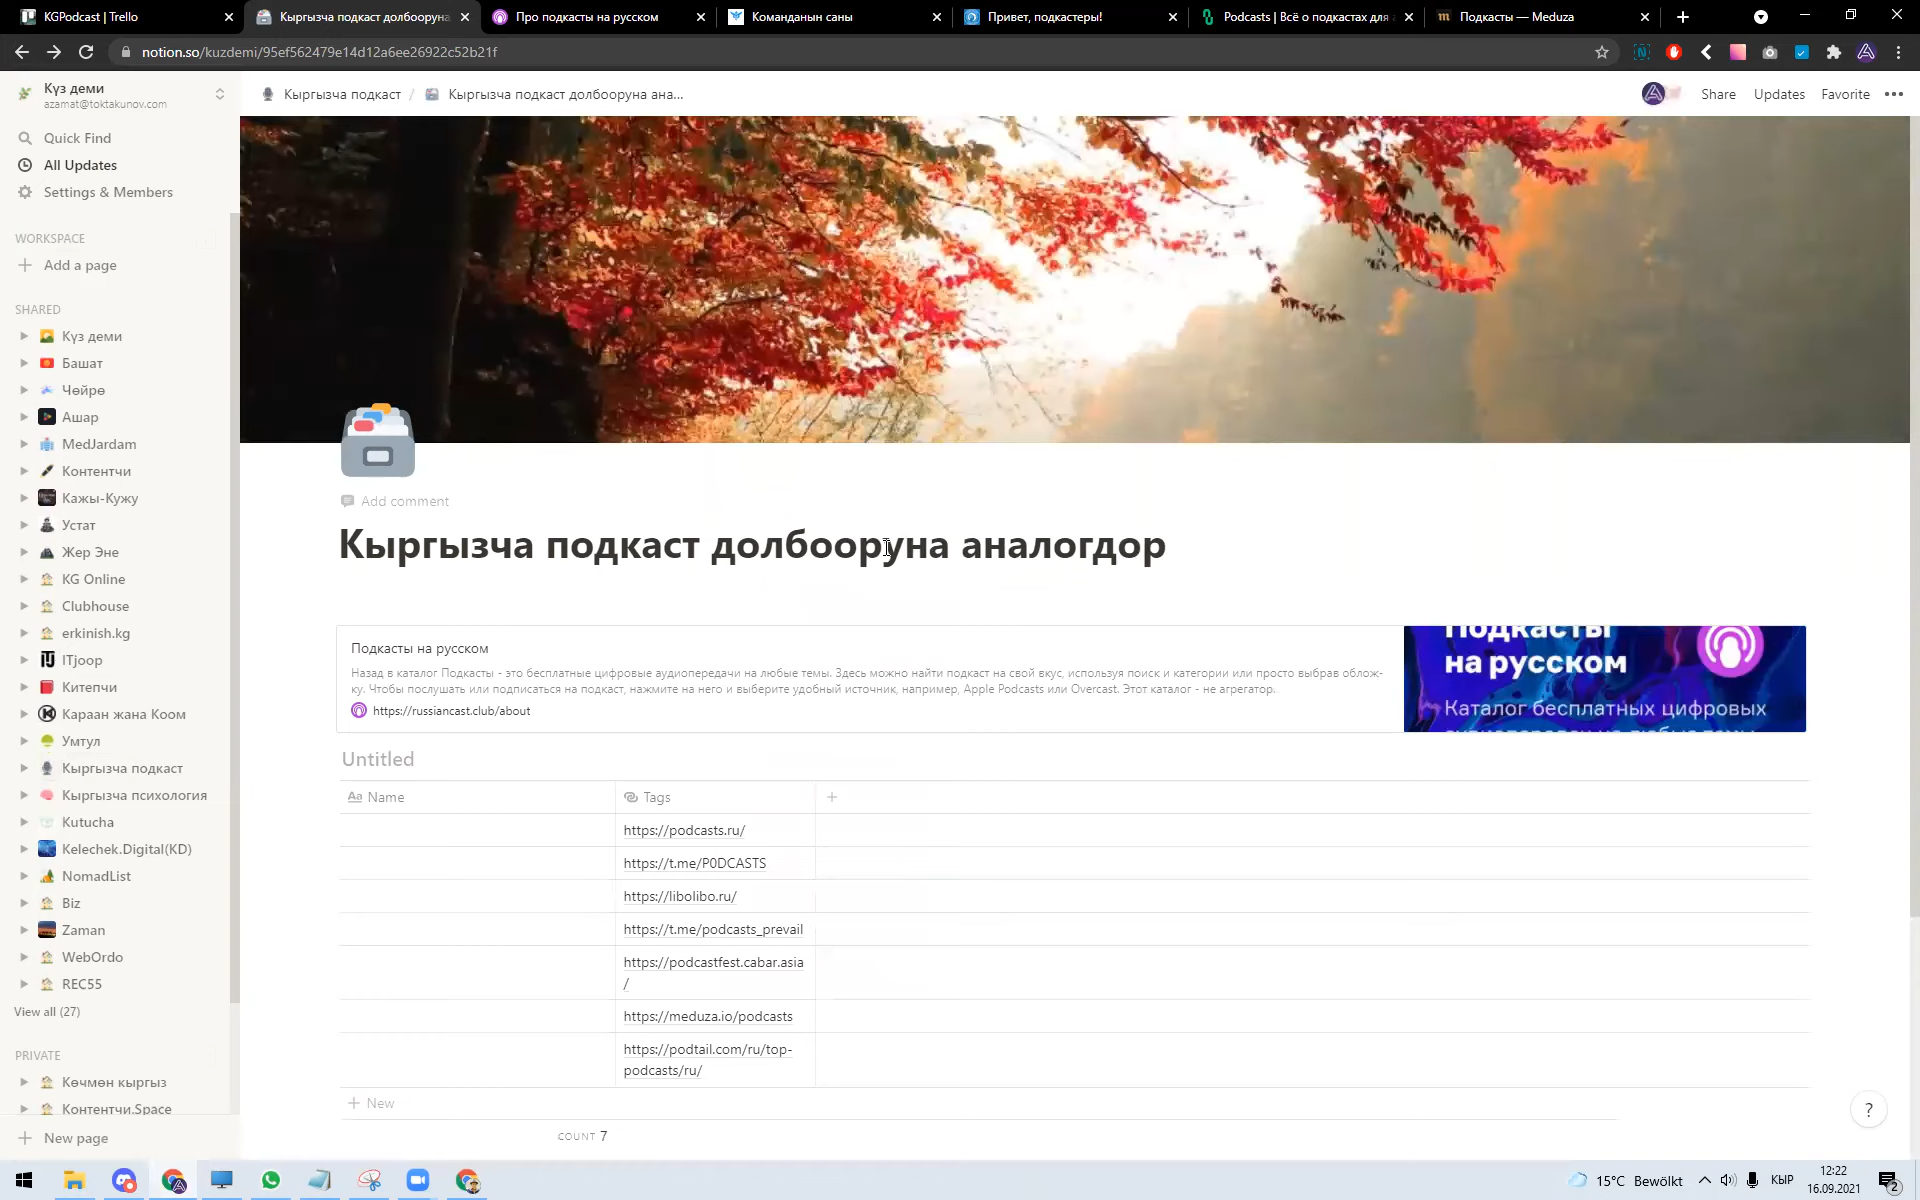 KGPodcast | Trello
Кыргызча подкаст долбооруна
Про подкасты на русском
Команданын саны
Привет, подкастеры!
Podcasts | Всё о подкастах для
Подкасты — Meduza
notion.so/kuzdemi/95ef562479e14d12a6ee26922c52b21f
Күз деми
azamat@toktakunov.com
Кыргызча подкаст / Кыргызча подкаст долбооруна ана...
Share Updates Favorite
Quick Find
All Updates
Settings & Members
WORKSPACE
Add a page
SHARED
Күз деми
Башат
Чөйрө
Ашар
MedJardam
Контентчи
Кажы-Кужу
Устат
Жер Эне
KG Online
Clubhouse
erkinish.kg
ITjoop
Китепчи
Караан жана Коом
Умтул
Кыргызча подкаст
Кыргызча психология
Kutucha
Kelechek.Digital(KD)
NomadList
Biz
Zaman
WebOrdo
REC55
View all (27)
PRIVATE
Көчмөн кыргыз
Контентчи.Space
New page
Add comment
Кыргызча подкаст долбооруна аналогдор
Подкасты на русском
Назад в каталог Подкасты - это бесплатные цифровые аудиопередачи на любые темы. Здесь можно найти подкаст на свой вкус, используя поиск и категории или просто выбрав облож-
ку. Чтобы послушать или подписаться на подкаст, нажмите на него и выберите удобный источник, например, Apple Podcasts или Overcast. Этот каталог - не агрегатор.
https://russiancast.club/about
Подкасты
на русском
Каталог бесплатных цифровых
Untitled
Aa Name
Tags
https://podcasts.ru/
https://t.me/P0DCASTS
https://libolibo.ru/
https://t.me/podcasts_prevail
https://podcastfest.cabar.asia
/
https://meduza.io/podcasts
https://podtail.com/ru/top-
podcasts/ru/
New
COUNT 7
?
15°C Bewölkt
КЫР
12:22
16.09.2021
2